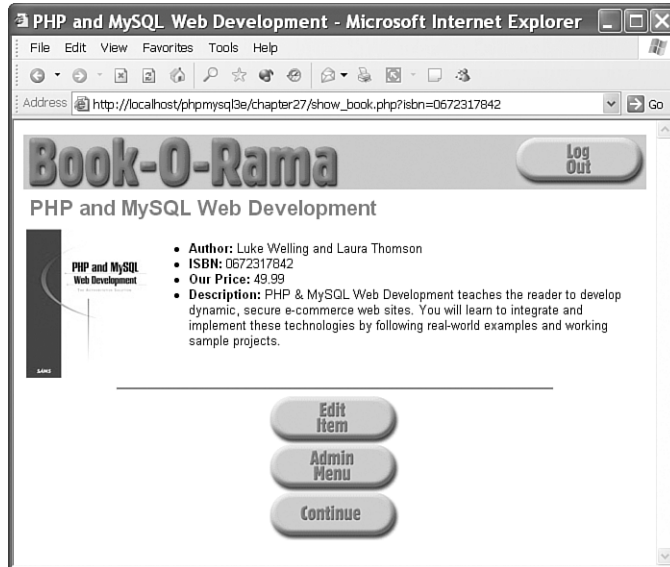 PHP and MySQL Web Development - Microsoft Internet Explorer
File Edit View Favorites Tools Help
Address http://localhost/phpmysql3e/chapter27/show_book.php?isbn=0672317842 Go
Book-O-Rama
Log
Out
PHP and MySQL Web Development
PHP and MySQL
Web Development
• Author: Luke Welling and Laura Thomson
• ISBN: 0672317842
• Our Price: 49.99
• Description: PHP & MySQL Web Development teaches the reader to develop
dynamic, secure e-commerce web sites. You will learn to integrate and
implement these technologies by following real-world examples and working
sample projects.
SAMS
Edit
Item
Admin
Menu
Continue